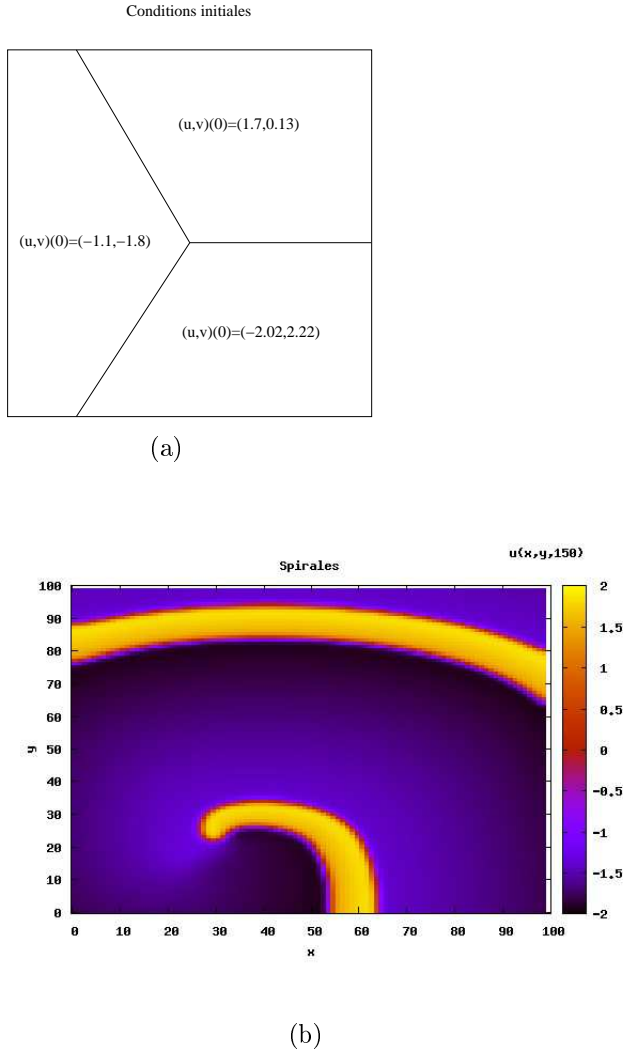 Conditions initiales
(u,v)(0)=(1.7,0.13)
(u,v)(0)=(−1.1,−1.8)
(u,v)(0)=(−2.02,2.22)
(a)
u(x,y,150)
Spirales
100
90
80
70
60
50
40
30
20
10
0
y
0 10 20 30 40 50 60 70 80 90 100
x
2
1.5
1
0.5
0
-0.5
-1
-1.5
-2
(b)